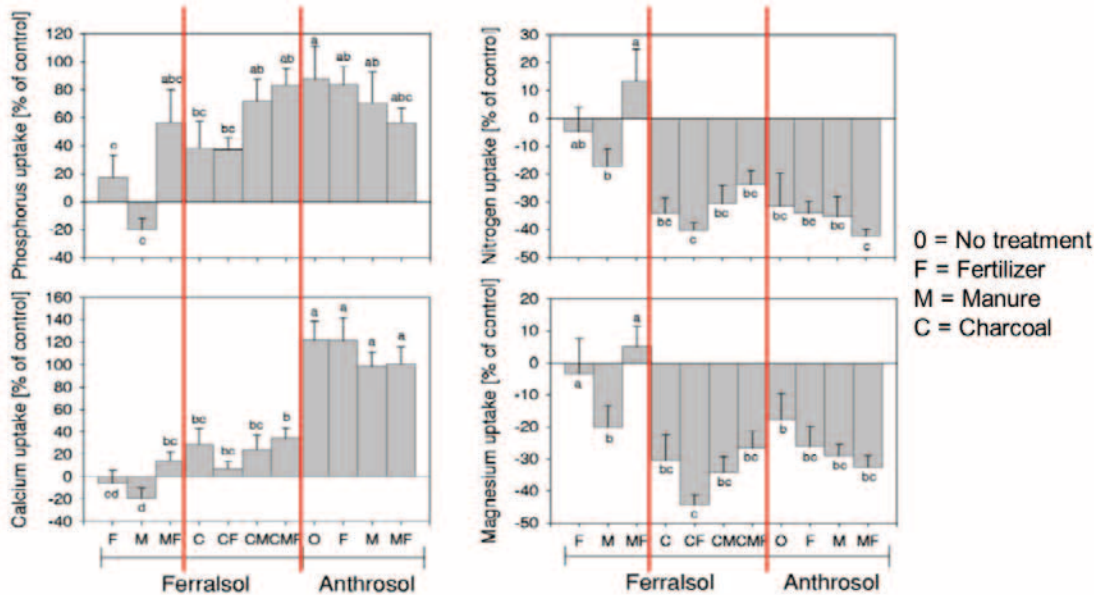 Phosphorus uptake [% of control]
120
100
80
60
40
20
0
-20
-40
c
c
abc
bc
bc
ab
ab
a
ab
ab
abc
Nitrogen uptake [% of control]
30
20
10
0
-10
-20
-30
-40
-50
ab
b
a
bc
c
bc
bc
bc
bc
bc
c
0 = No treatment
F = Fertilizer
M = Manure
C = Charcoal
Calcium uptake [% of control]
160
140
120
100
80
60
40
20
0
-20
-40
cd
d
bc
bc
bc
bc
b
a
a
a
a
F M MF C CF CM CMF O F M MF
Ferralsol Anthrosol
Magnesium uptake [% of control]
20
10
0
-10
-20
-30
-40
-50
a
b
a
bc
c
bc
bc
b
bc
bc
bc
F M MF C CF CM CMF O F M MF
Ferralsol Anthrosol